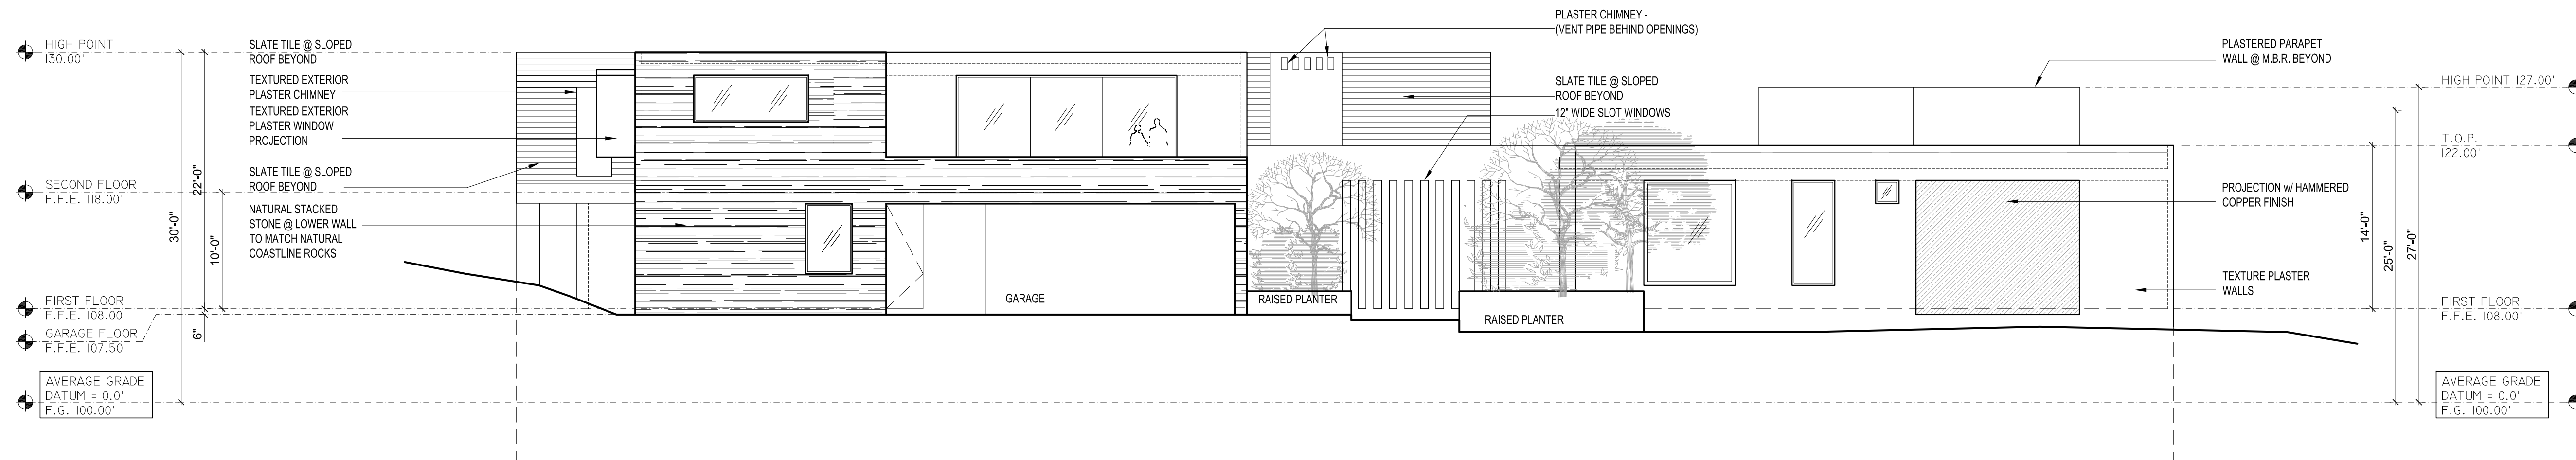 HIGH POINT
130.00'
SECOND FLOOR
F.F.E. 118.00'
FIRST FLOOR
F.F.E. 108.00'
GARAGE FLOOR
F.F.E. 107.50'
AVERAGE GRADE
DATUM = 0.0'
F.G. 100.00'
30'-0"
22'-0"
10'-0"
6"
SLATE TILE @ SLOPED
ROOF BEYOND
TEXTURED EXTERIOR
PLASTER CHIMNEY
TEXTURED EXTERIOR
PLASTER WINDOW
PROJECTION
SLATE TILE @ SLOPED
ROOF BEYOND
NATURAL STACKED
STONE @ LOWER WALL
TO MATCH NATURAL
COASTLINE ROCKS
GARAGE
RAISED PLANTER
RAISED PLANTER
PLASTER CHIMNEY -
(VENT PIPE BEHIND OPENINGS)
SLATE TILE @ SLOPED
ROOF BEYOND
12" WIDE SLOT WINDOWS
PLASTERED PARAPET
WALL @ M.B.R. BEYOND
PROJECTION w/ HAMMERED
COPPER FINISH
TEXTURE PLASTER
WALLS
14'-0"
25'-0"
27'-0"
HIGH POINT 127.00'
T.O.P.
122.00'
FIRST FLOOR
F.F.E. 108.00'
AVERAGE GRADE
DATUM = 0.0'
F.G. 100.00'